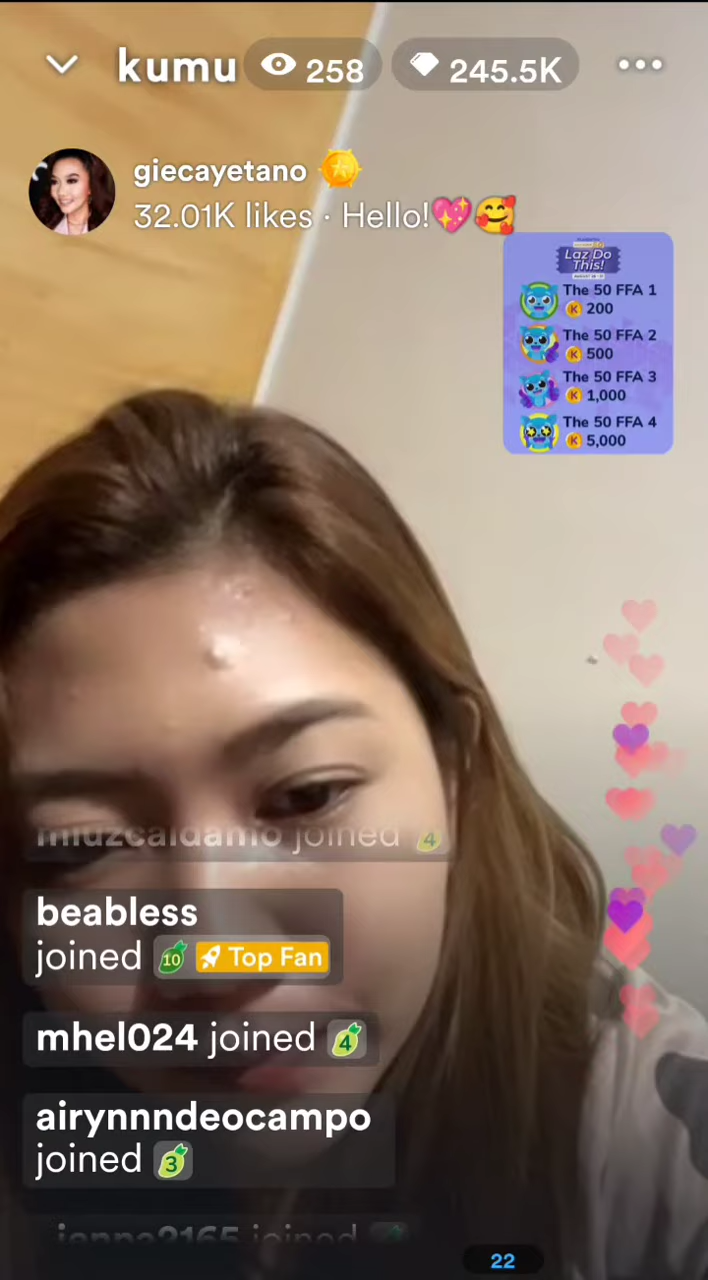 kumu 258 245.5K
giecayetano
32.01K likes · Hello!💖🥰
Laz Do
This!
The 50 FFA 1
K 200
The 50 FFA 2
K 500
The 50 FFA 3
K 1,000
The 50 FFA 4
K 5,000
joined 4
beabless
joined 10 Top Fan
mhel024 joined 4
airynnndeocampo
joined 3
joined
22